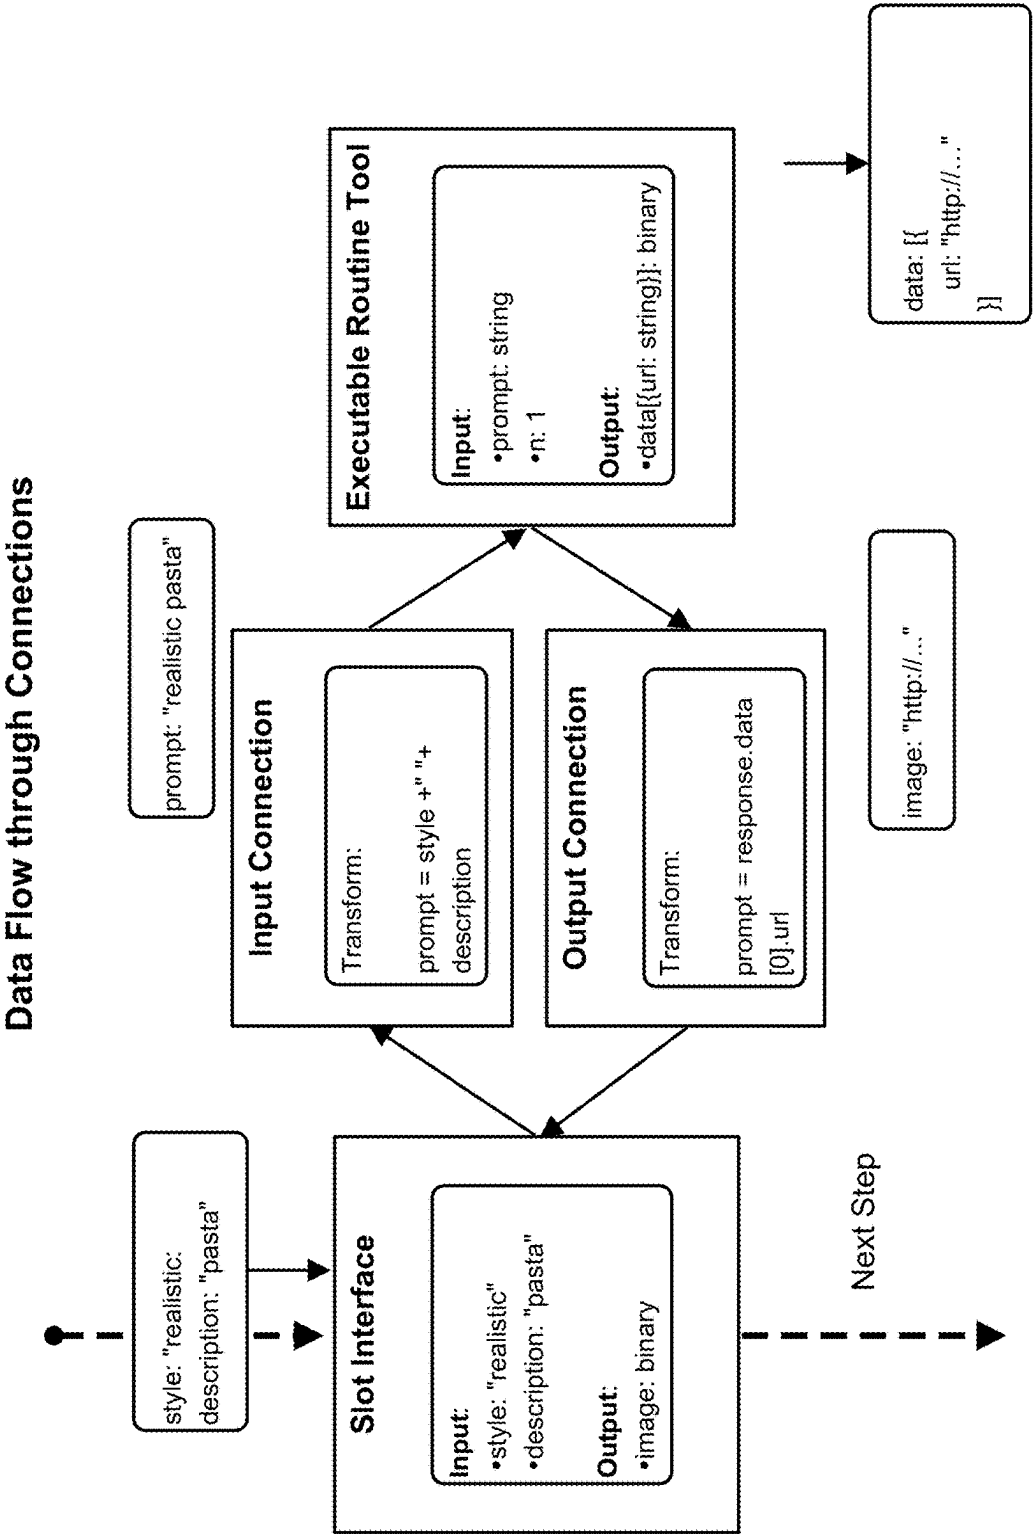 Data Flow through Connections
style: "realistic:
description: "pasta"
Slot Interface
Input:
•style: "realistic"
•description: "pasta"
Output:
•image: binary
Next Step
prompt: "realistic pasta"
Input Connection
Transform:
prompt = style +" "+
description
Output Connection
Transform:
prompt = response.data
[0].url
image: "http://..."
Executable Routine Tool
Input:
•prompt: string
•n: 1
Output:
•data[{url: string}]: binary
data: [{
url: "http://..."
}]